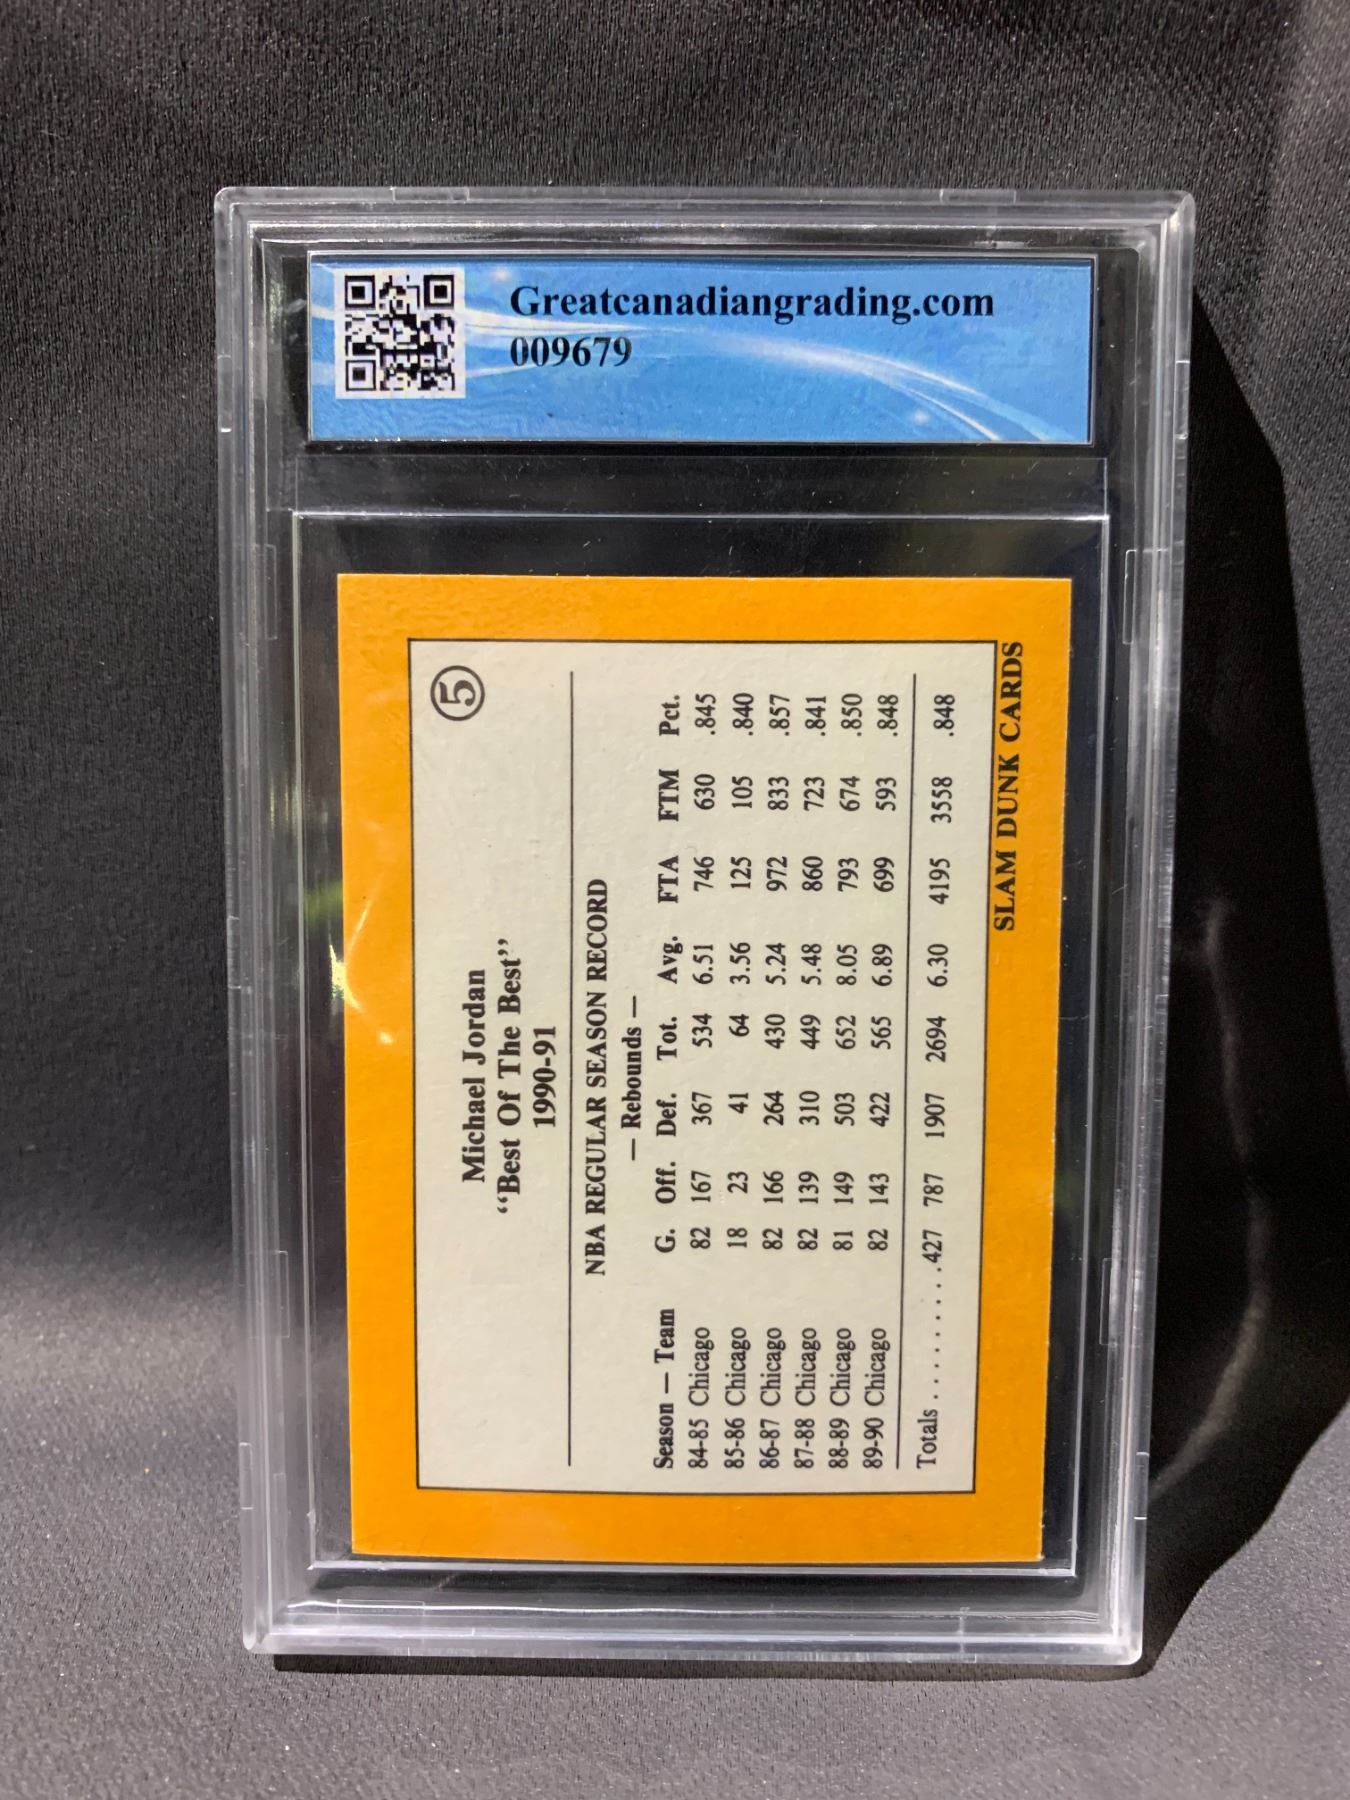 Greatcanadiangrading.com
009679
5
Michael Jordan
“Best Of The Best”
1990-91
NBA REGULAR SEASON RECORD
— Rebounds —
Season — Team G. Off. Def. Tot. Avg. FTA FTM Pct.
84-85 Chicago 82 167 367 534 6.51 746 630 .845
85-86 Chicago 18 23 41 64 3.56 125 105 .840
86-87 Chicago 82 166 264 430 5.24 972 833 .857
87-88 Chicago 82 139 310 449 5.48 860 723 .841
88-89 Chicago 81 149 503 652 8.05 793 674 .850
89-90 Chicago 82 143 422 565 6.89 699 593 .848
Totals . . . . . . . . . .427 787 1907 2694 6.30 4195 3558 .848
SLAM DUNK CARDS